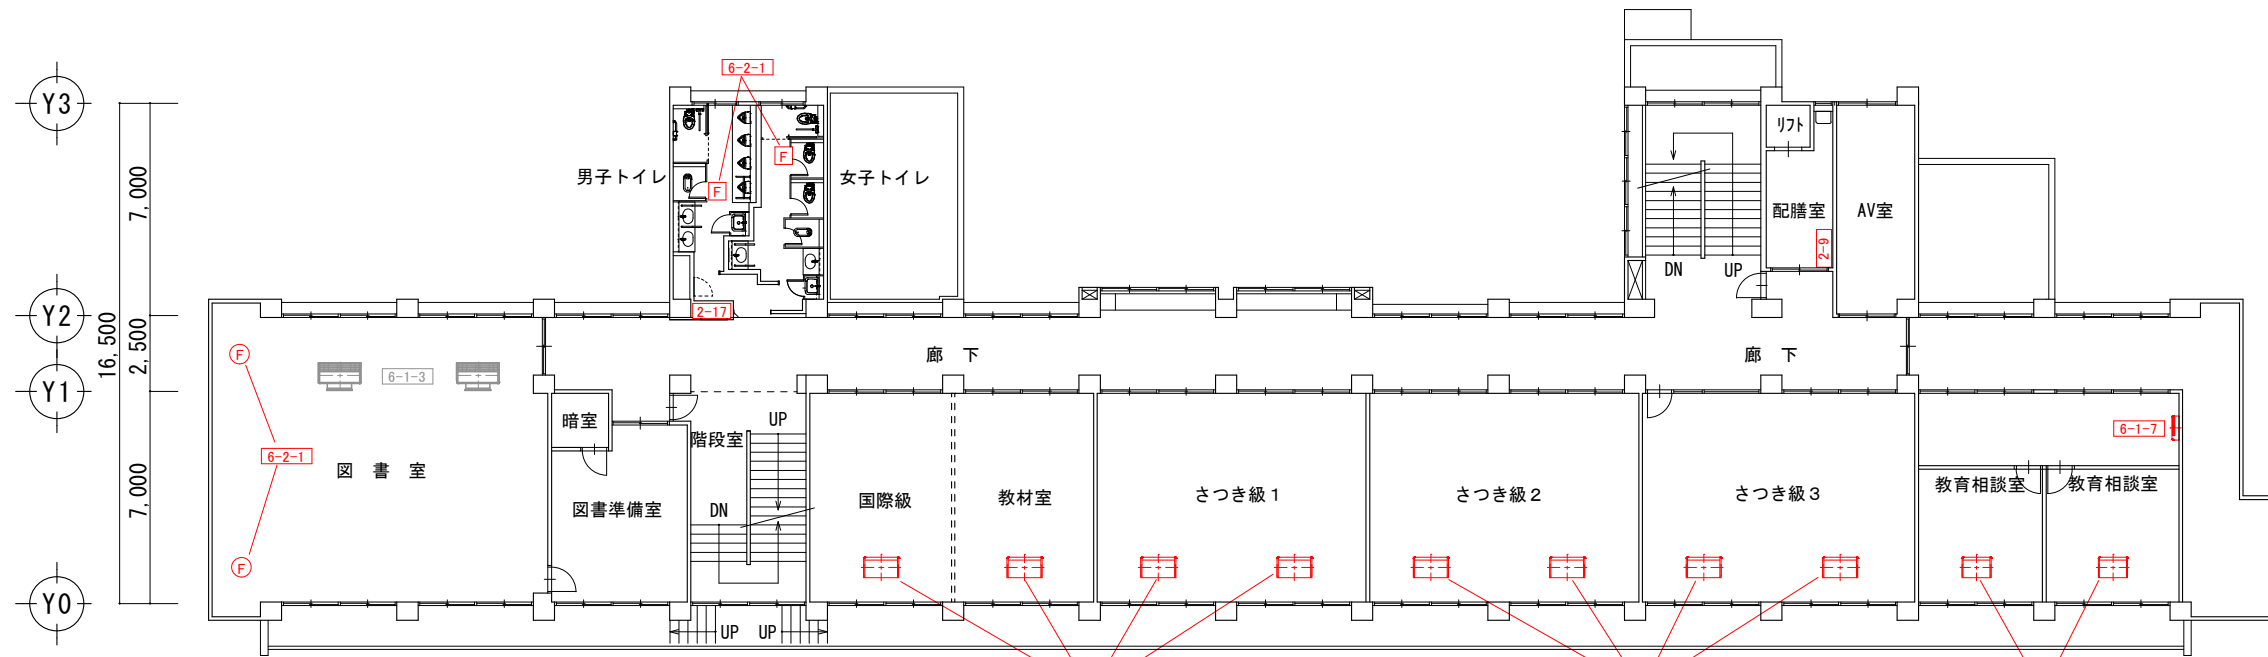 6-2-1
Y3
リフト
F
男子トイレ
女子トイレ
F
7,000
配膳室
AV室
2-9
DN
UP
2-17
Y2
16,500
2,500
F
廊 下
廊 下
6-1-3
Y1
暗室
UP
階段室
6-1-7
6-2-1
図 書 室
教育相談室
教育相談室
さつき級1
さつき級2
さつき級3
国際級
教材室
7,000
図書準備室
DN
F
Y0
UP
UP